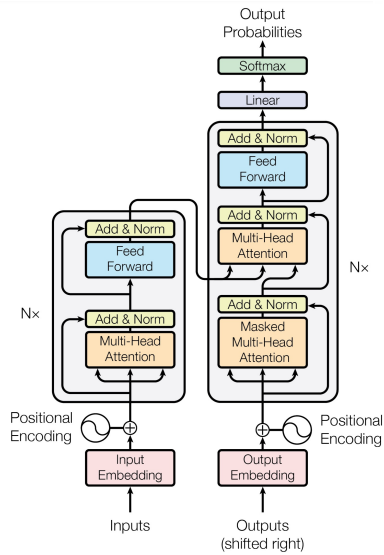 Output
Probabilities
Softmax
Linear
Add & Norm
Feed
Forward
Add & Norm
Multi-Head
Attention
Add & Norm
Masked
Multi-Head
Attention
N×
Add & Norm
Feed
Forward
Add & Norm
Multi-Head
Attention
N×
Positional
Encoding
Positional
Encoding
Input
Embedding
Output
Embedding
Inputs
Outputs
(shifted right)